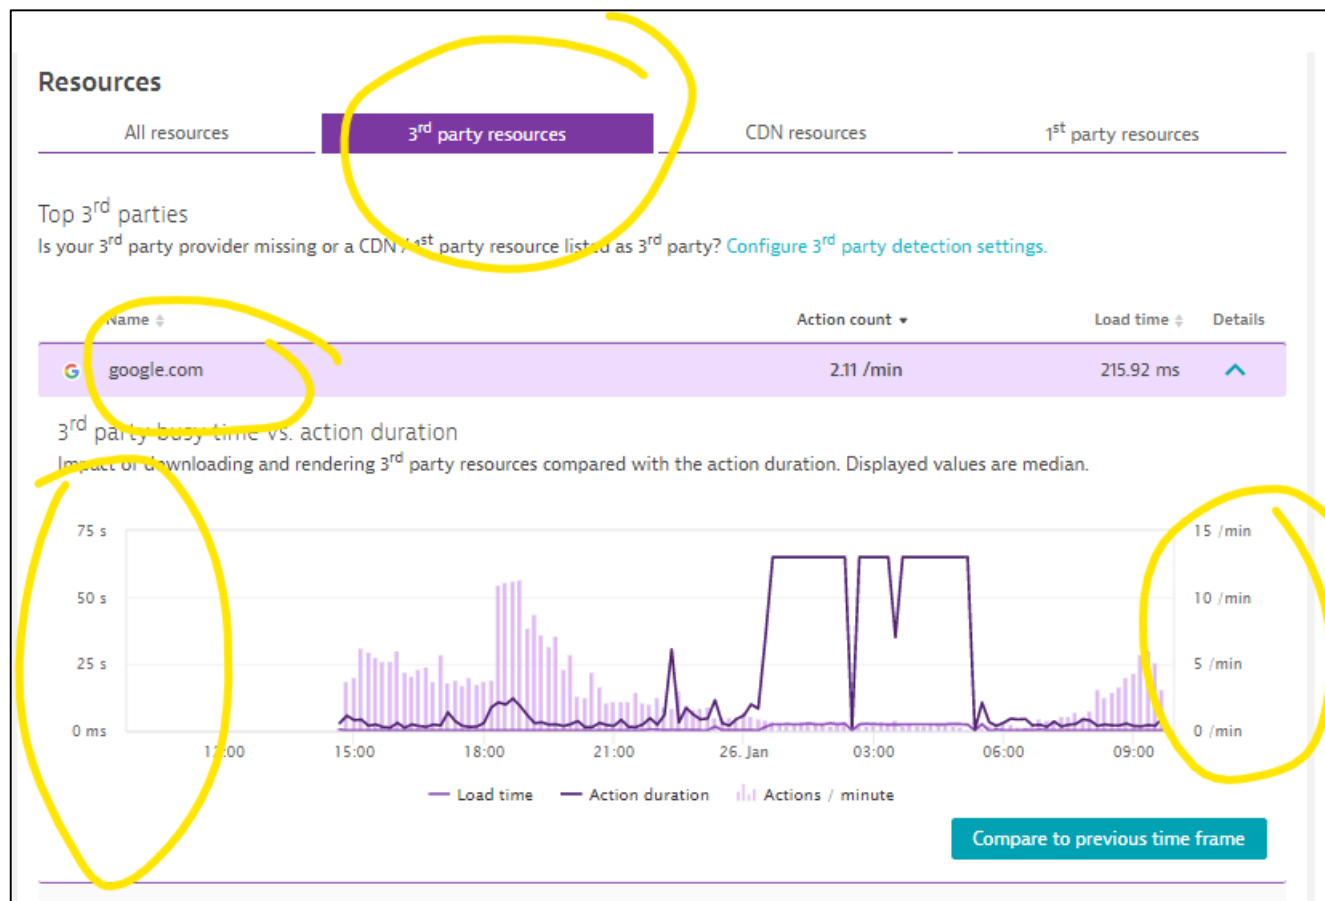 Resources
All resources 3rd party resources CDN resources 1st party resources
Top 3rd parties
Is your 3rd party provider missing or a CDN / 1st party resource listed as 3rd party? Configure 3rd party detection settings.
Name Action count Load time Details
G google.com 2.11 /min 215.92 ms
3rd party busy time vs. action duration
Impact of downloading and rendering 3rd party resources compared with the action duration. Displayed values are median.
75 s 15 /min
50 s 10 /min
25 s 5 /min
0 ms 0 /min
12:00 15:00 18:00 21:00 26. Jan 03:00 06:00 09:00
Load time Action duration Actions / minute
Compare to previous time frame